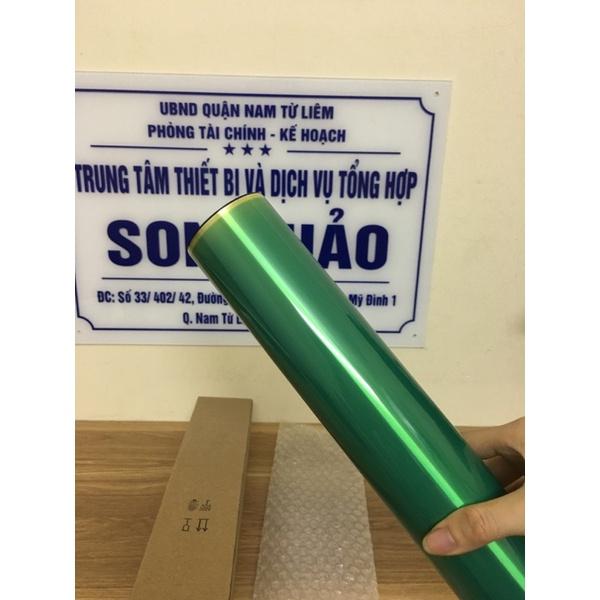 UBND QUẬN NAM TỪ LIÊM
PHÒNG TÀI CHÍNH - KẾ HOẠCH
TRUNG TÂM THIẾT BỊ VÀ DỊCH VỤ TỔNG HỢP
ĐC: Số 33/ 402/ 42, Đường Mỹ Đình 1
Q. Nam Từ